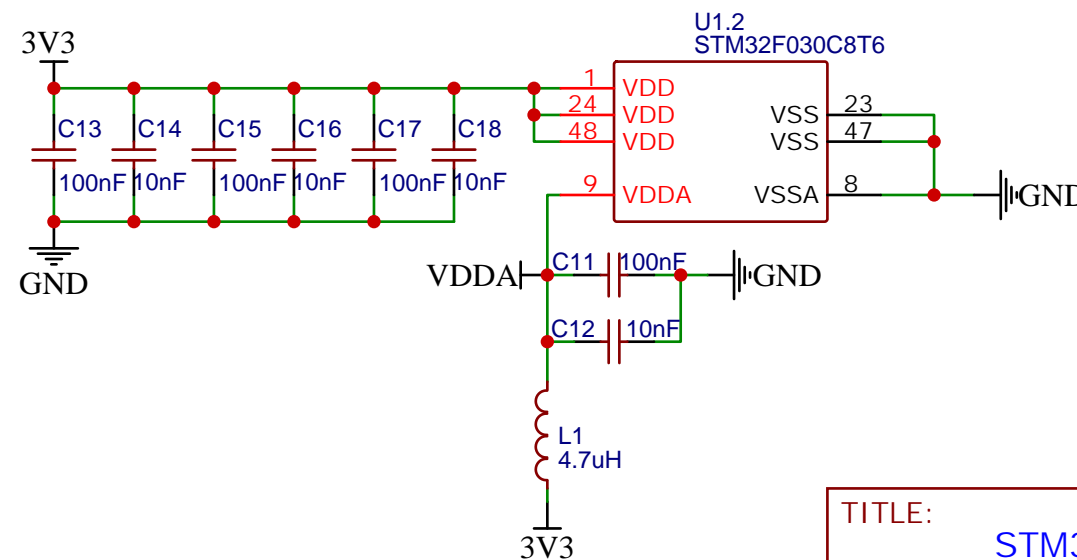 U1.2
STM32F030C8T6
3V3
1 VDD
24 VDD
48 VDD
9 VDDA
VSS 23
VSS 47
VSSA 8
GND
C13 C14 C15 C16 C17 C18
100nF 10nF 100nF 10nF 100nF 10nF
GND
VDDA C11 100nF GND
C12 10nF
L1
4.7uH
3V3
TITLE:
STM3